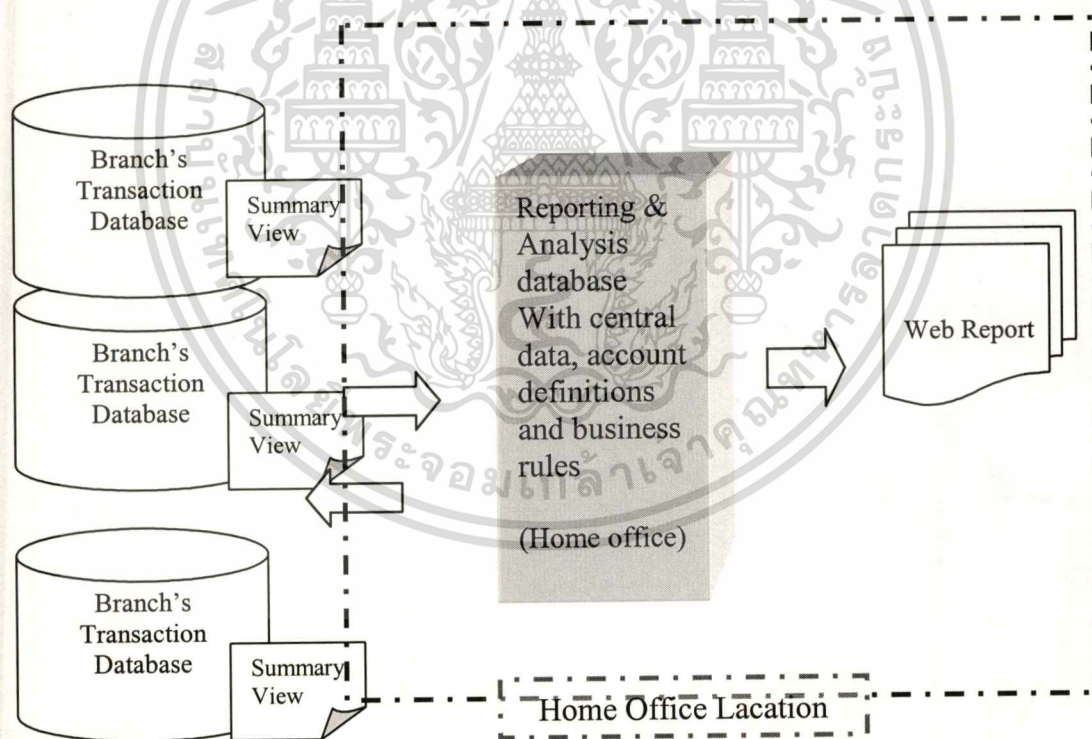 Branch's
Transaction
Database
Summary
View
Branch's
Transaction
Database
Summary
View
Branch's
Transaction
Database
Summary
View
Reporting &
Analysis
database
With central
data, account
definitions
and business
rules
(Home office)
Web Report
Home Office Lacation